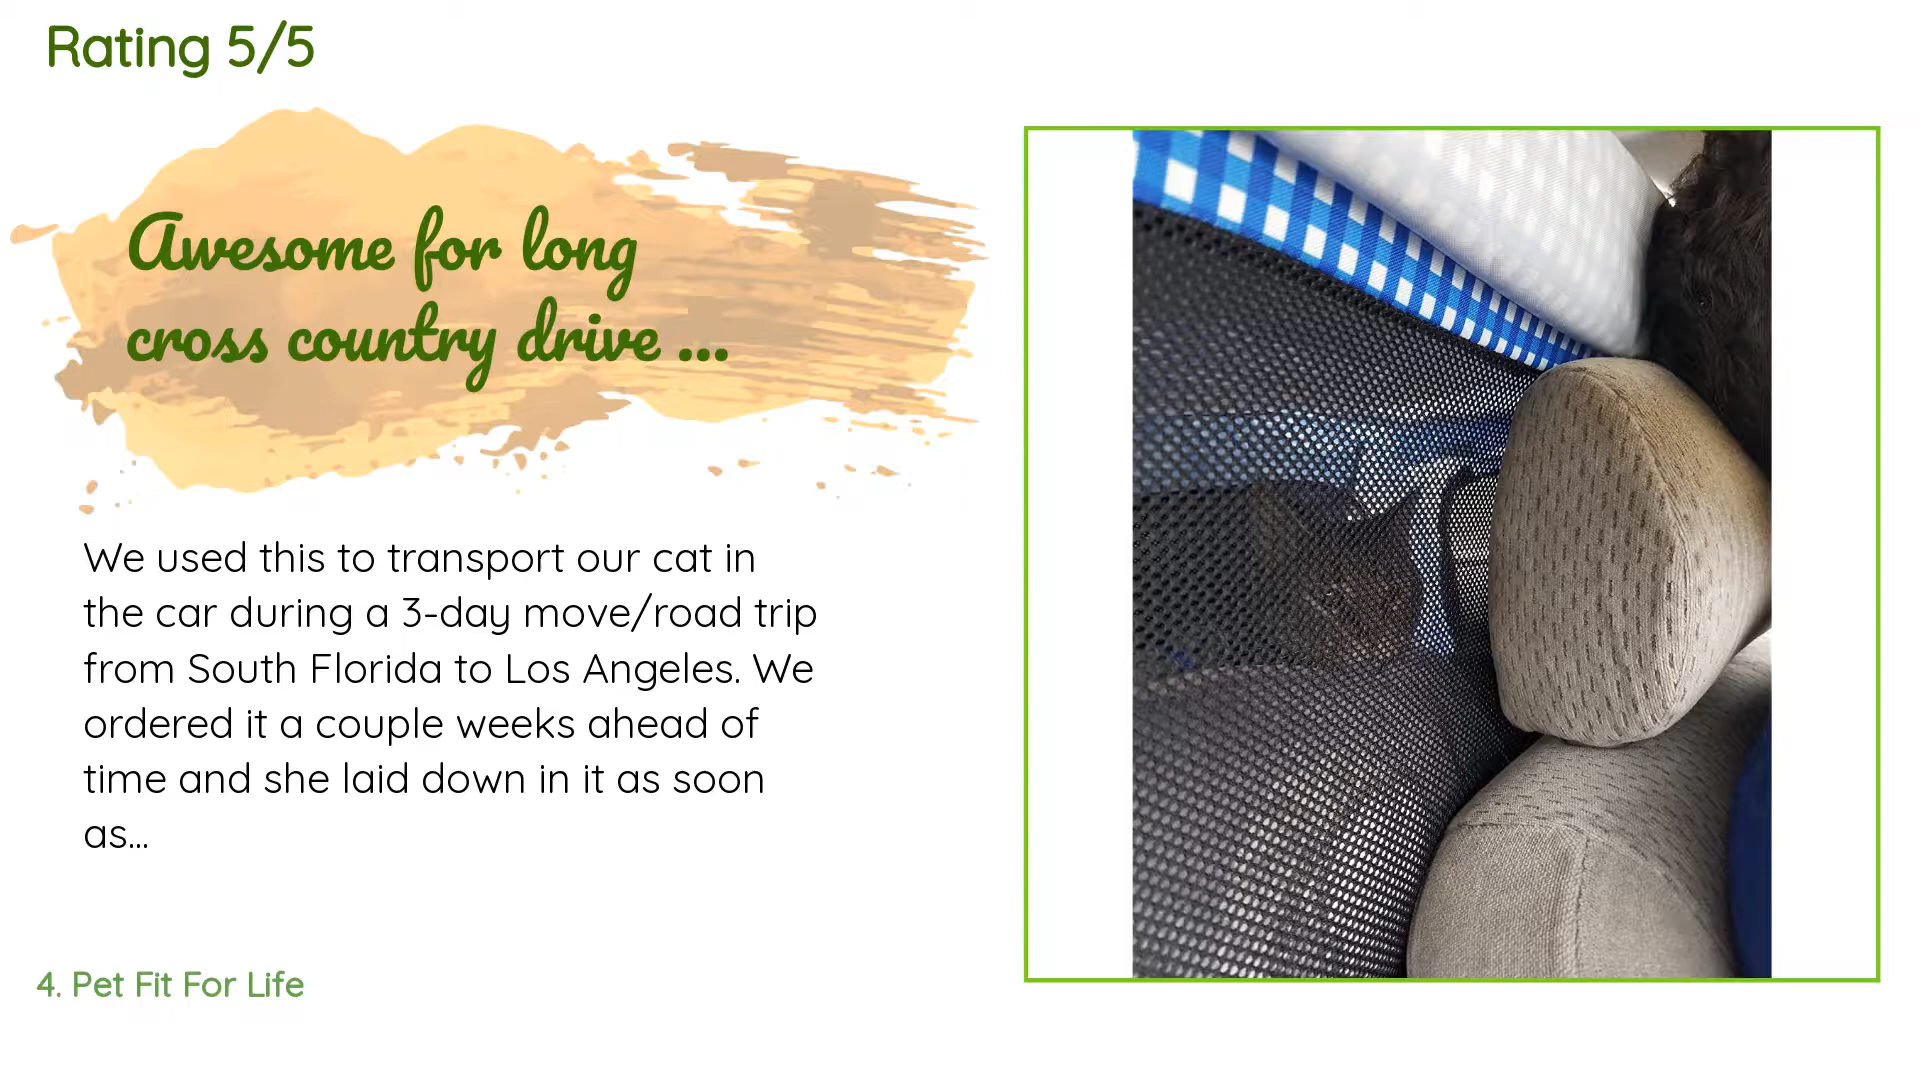 Rating 5/5
Awesome for long
cross country drive ...
We used this to transport our cat in
the car during a 3-day move/road trip
from South Florida to Los Angeles. We
ordered it a couple weeks ahead of
time and she laid down in it as soon
as...
4. Pet Fit For Life